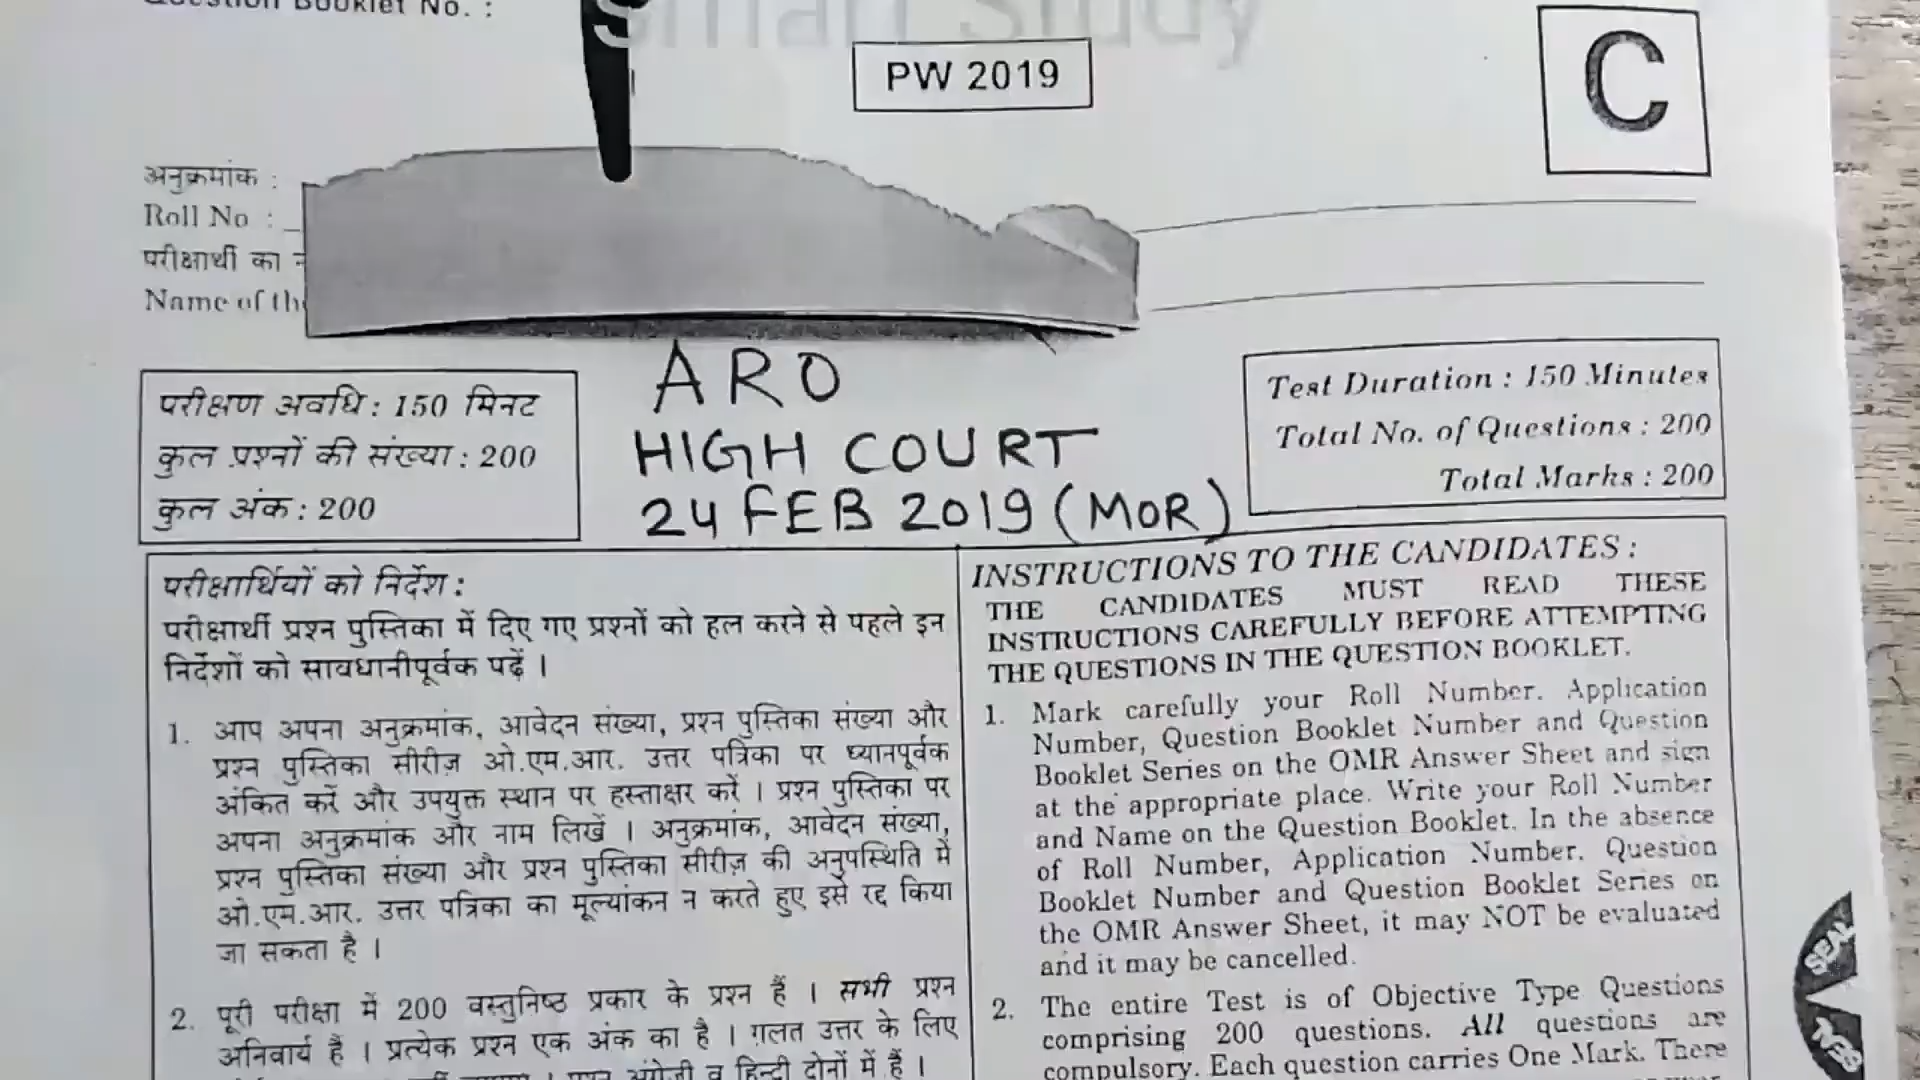 Question Booklet No. :
Smart Study
PW 2019
C
अनुक्रमांक :
Roll No :
परीक्षार्थी का
Name of the
ARO
HIGH COURT
24 FEB 2019 (MOR)
परीक्षण अवधि : 150 मिनट
कुल प्रश्नों की संख्या : 200
कुल अंक : 200
Test Duration : 150 Minutes
Total No. of Questions : 200
Total Marks : 200
परीक्षार्थियों को निर्देश :
परीक्षार्थी प्रश्न पुस्तिका में दिए गए प्रश्नों को हल करने से पहले इन
निर्देशों को सावधानीपूर्वक पढ़ें ।
1. आप अपना अनुक्रमांक, आवेदन संख्या, प्रश्न पुस्तिका संख्या और
प्रश्न पुस्तिका सीरीज़ ओ.एम.आर. उत्तर पत्रिका पर ध्यानपूर्वक
अंकित करें और उपयुक्त स्थान पर हस्ताक्षर करें । प्रश्न पुस्तिका पर
अपना अनुक्रमांक और नाम लिखें । अनुक्रमांक, आवेदन संख्या,
प्रश्न पुस्तिका संख्या और प्रश्न पुस्तिका सीरीज़ की अनुपस्थिति में
ओ.एम.आर. उत्तर पत्रिका का मूल्यांकन न करते हुए इसे रद्द किया
जा सकता है ।
2. पूरी परीक्षा में 200 वस्तुनिष्ठ प्रकार के प्रश्न हैं । सभी प्रश्न
अनिवार्य हैं । प्रत्येक प्रश्न एक अंक का है । ग़लत उत्तर के लिए
प्रश्न अंग्रेजी व हिन्दी दोनों में हैं ।
INSTRUCTIONS TO THE CANDIDATES :
THE CANDIDATES MUST READ THESE
INSTRUCTIONS CAREFULLY BEFORE ATTEMPTING
THE QUESTIONS IN THE QUESTION BOOKLET.
1. Mark carefully your Roll Number. Application
Number, Question Booklet Number and Question
Booklet Series on the OMR Answer Sheet and sign
at the appropriate place. Write your Roll Number
and Name on the Question Booklet. In the absence
of Roll Number, Application Number. Question
Booklet Number and Question Booklet Series on
the OMR Answer Sheet, it may NOT be evaluated
and it may be cancelled.
2. The entire Test is of Objective Type Questions
comprising 200 questions. All questions are
compulsory. Each question carries One Mark. There
SEAL
SEAL